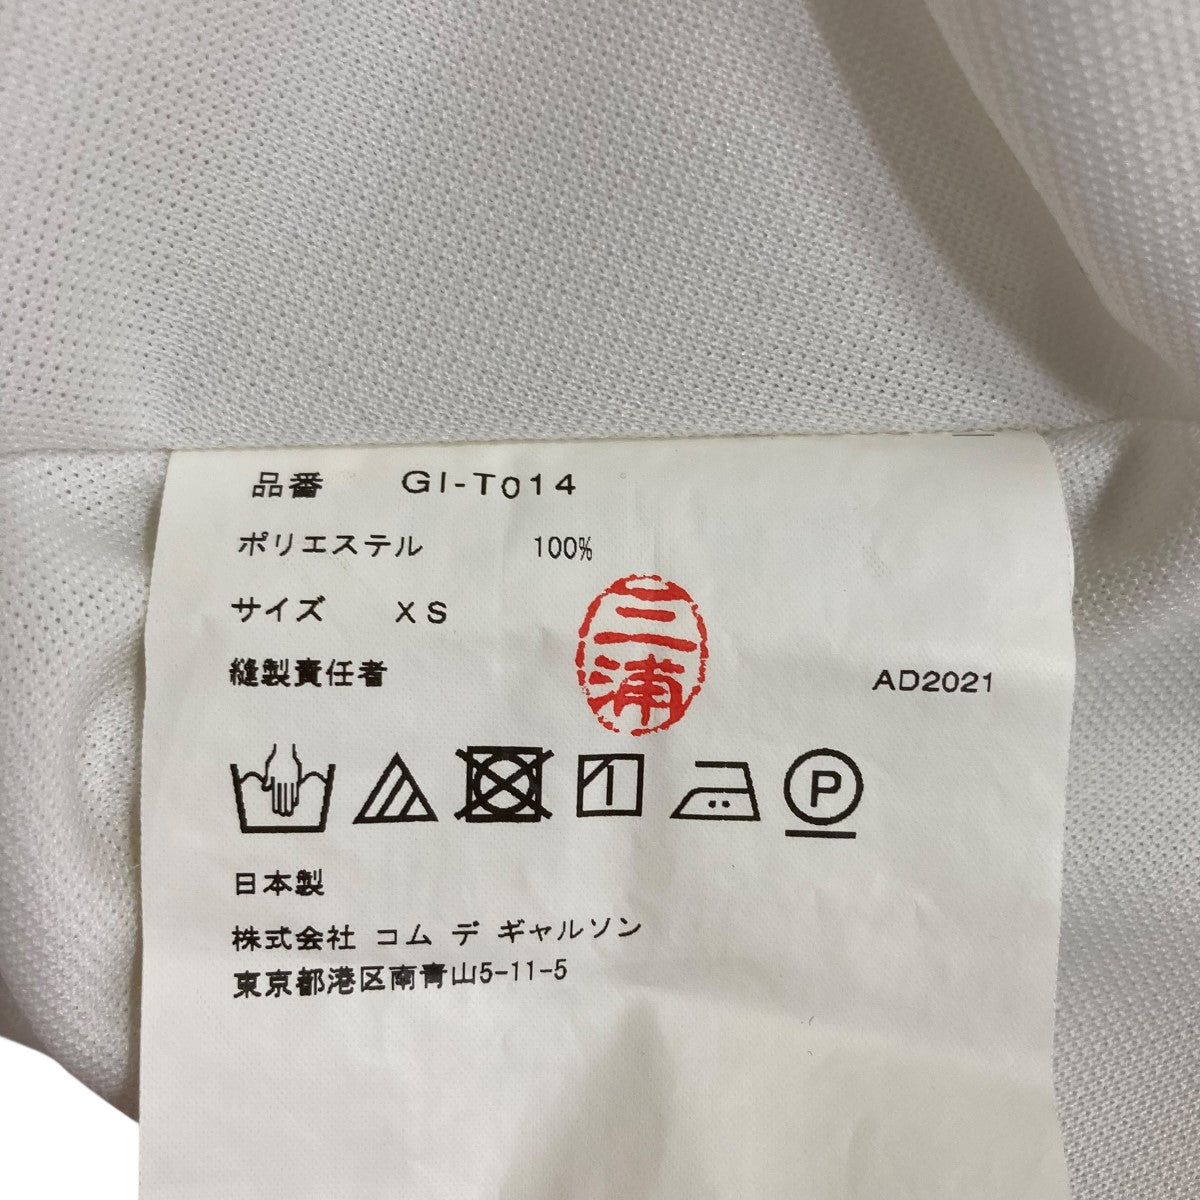 品番 GI-T014
ポリエステル 100%
サイズ XS
三浦
縫製責任者 AD2021
P
日本製
株式会社 コム デ ギャルソン
東京都港区南青山5-11-5